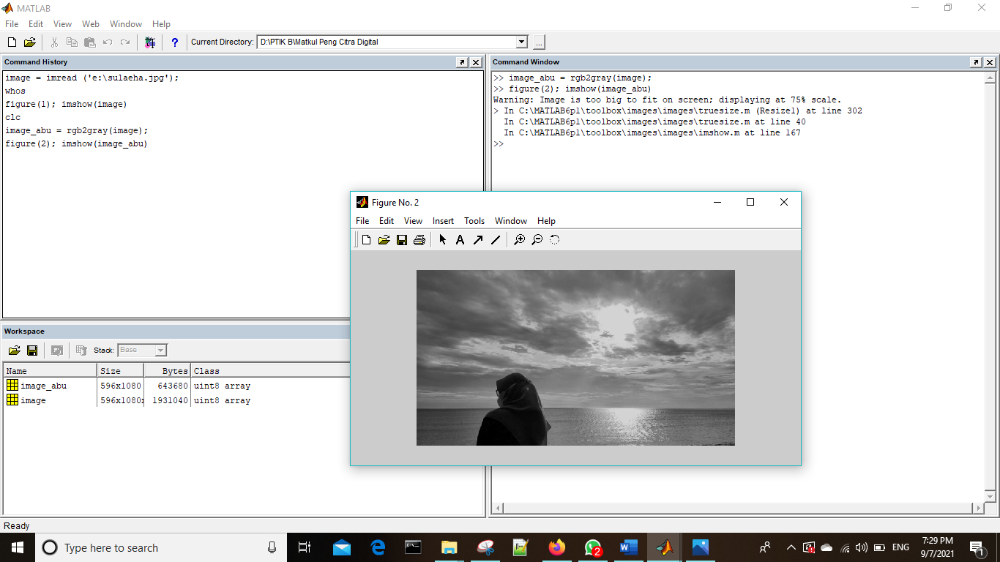 MATLAB
File Edit View Web Window Help
Current Directory: D:\PTIK B\Matkul Peng Citra Digital ...
Command History
image = imread ('e:\sulaeha.jpg');
whos
figure(1); imshow(image)
clc
image_abu = rgb2gray(image);
figure(2); imshow(image_abu)
Command Window
>> image_abu = rgb2gray(image);
>> figure(2); imshow(image_abu)
Warning: Image is too big to fit on screen; displaying at 75% scale.
> In C:\MATLAB6p1\toolbox\images\images\truesize.m (Resize1) at line 302
In C:\MATLAB6p1\toolbox\images\images\truesize.m at line 40
In C:\MATLAB6p1\toolbox\images\images\imshow.m at line 167
>>
Figure No. 2
File Edit View Insert Tools Window Help
A
Workspace
Stack: Base
Name Size Bytes Class
image_abu 596x1080 643680 uint8 array
image 596x1080 1931040 uint8 array
Ready
Type here to search
2
ENG
7:29 PM
9/7/2021
1